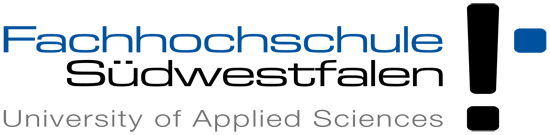 Fachhochschule
Südwestfalen
University of Applied Sciences